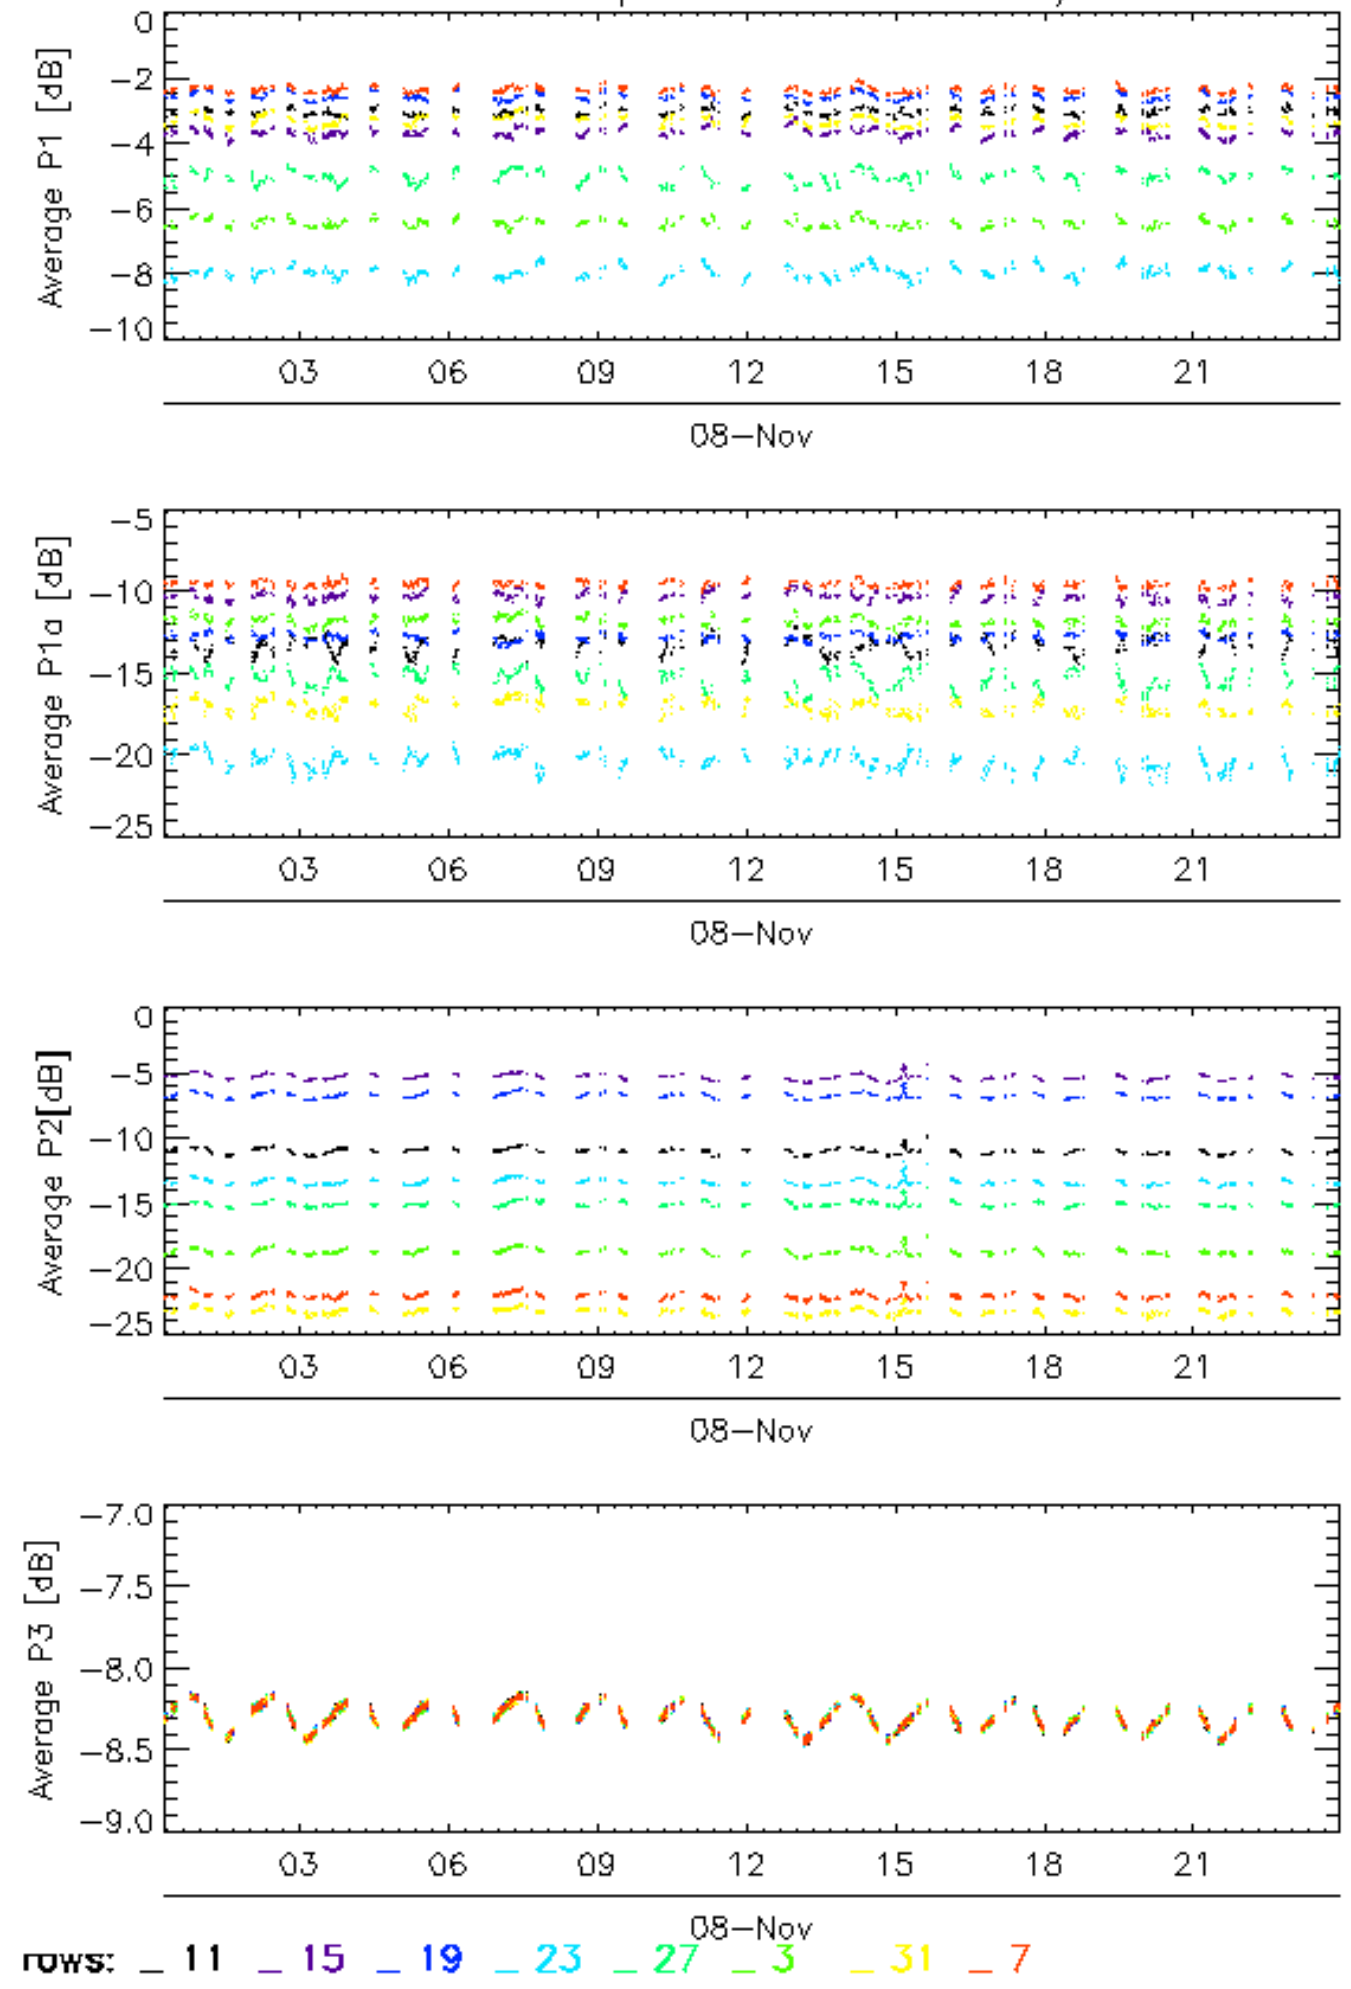 0
−2
−4
−6
−8
−10
Average P1 [dB]
03 06 09 12 15 18 21
08−Nov
−5
−10
−15
−20
−25
Average P1a [dB]
03 06 09 12 15 18 21
08−Nov
0
−5
−10
−15
−20
−25
Average P2[dB]
03 06 09 12 15 18 21
08−Nov
−7.0
−7.5
−8.0
−8.5
−9.0
Average P3 [dB]
03 06 09 12 15 18 21
08−Nov
rows: _ 11 _ 15 _ 19 _ 23 _ 27 _ 3 _ 31 _ 7